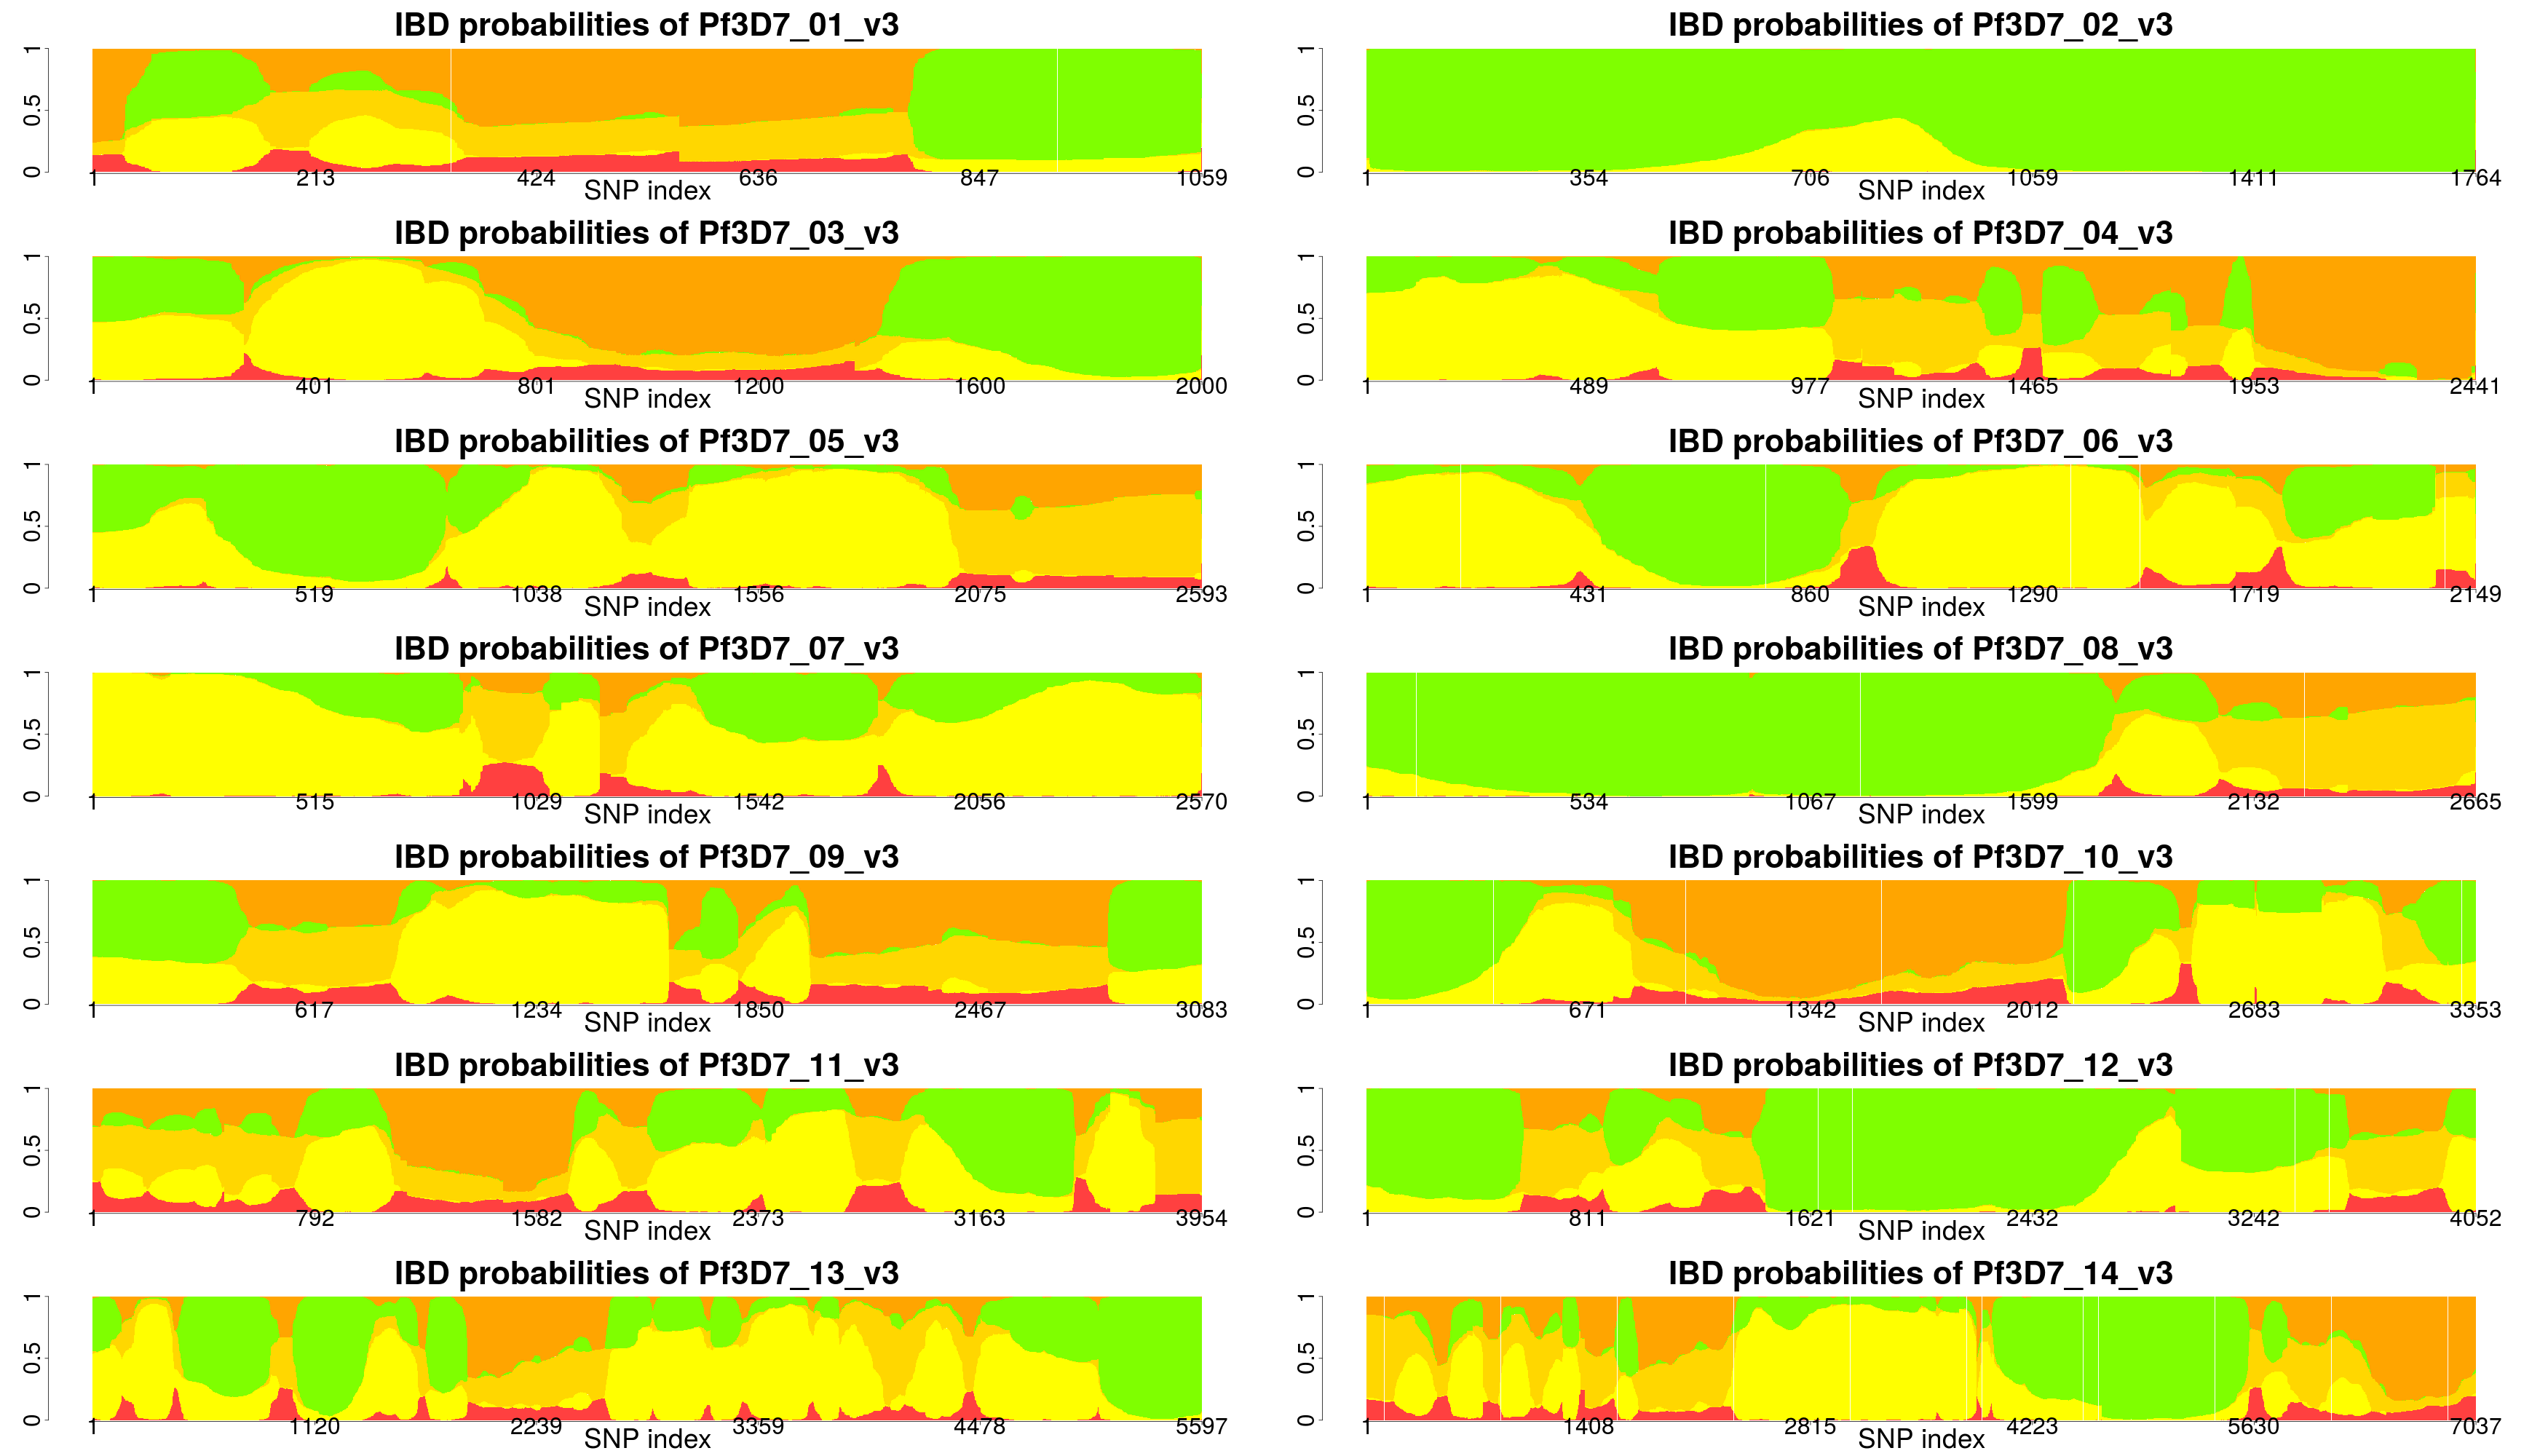 IBD probabilities of Pf3D7_01_v3
0 0.5 1
1 213 424 636 847 1059
SNP index
IBD probabilities of Pf3D7_02_v3
0 0.5 1
1 354 706 1059 1411 1764
SNP index
IBD probabilities of Pf3D7_03_v3
0 0.5 1
1 401 801 1200 1600 2000
SNP index
IBD probabilities of Pf3D7_04_v3
0 0.5 1
1 489 977 1465 1953 2441
SNP index
IBD probabilities of Pf3D7_05_v3
0 0.5 1
1 519 1038 1556 2075 2593
SNP index
IBD probabilities of Pf3D7_06_v3
0 0.5 1
1 431 860 1290 1719 2149
SNP index
IBD probabilities of Pf3D7_07_v3
0 0.5 1
1 515 1029 1542 2056 2570
SNP index
IBD probabilities of Pf3D7_08_v3
0 0.5 1
1 534 1067 1599 2132 2665
SNP index
IBD probabilities of Pf3D7_09_v3
0 0.5 1
1 617 1234 1850 2467 3083
SNP index
IBD probabilities of Pf3D7_10_v3
0 0.5 1
1 671 1342 2012 2683 3353
SNP index
IBD probabilities of Pf3D7_11_v3
0 0.5 1
1 792 1582 2373 3163 3954
SNP index
IBD probabilities of Pf3D7_12_v3
0 0.5 1
1 811 1621 2432 3242 4052
SNP index
IBD probabilities of Pf3D7_13_v3
0 0.5 1
1 1120 2239 3359 4478 5597
SNP index
IBD probabilities of Pf3D7_14_v3
0 0.5 1
1 1408 2815 4223 5630 7037
SNP index